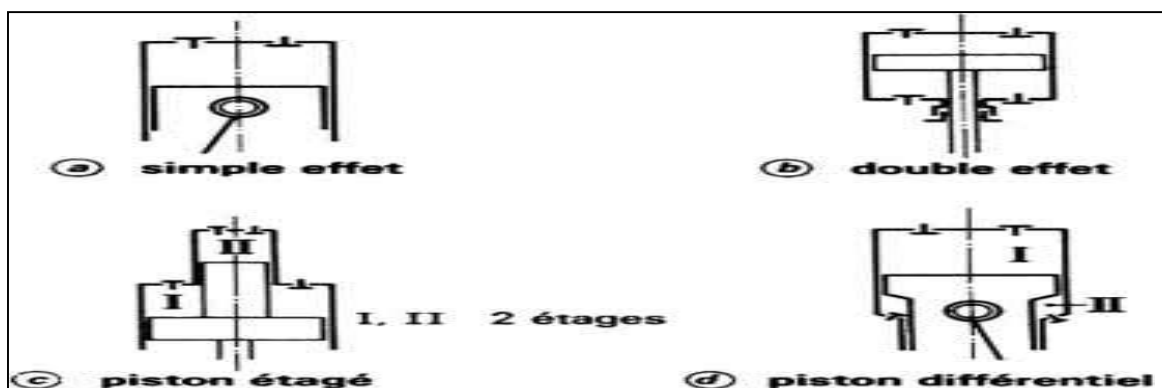 a simple effet
b double effet
II
I
I, II 2 étages
I
II
c piston étagé
d piston différentiel